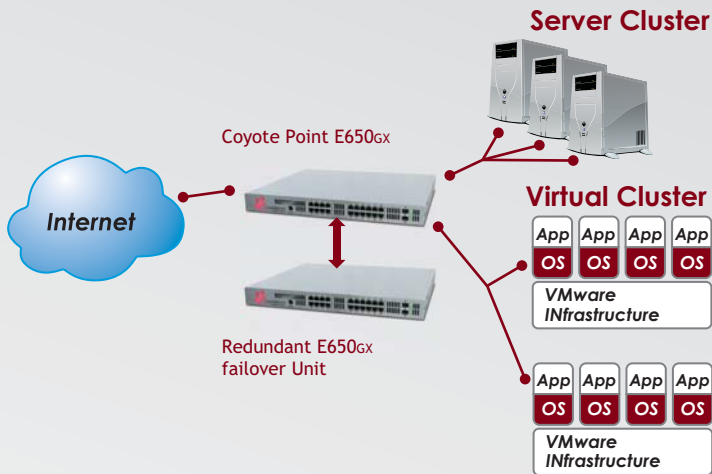 Server Cluster
Coyote Point E650GX
Internet
Virtual Cluster
App App App App
OS OS OS OS
VMware
INfrastructure
Redundant E650GX
failover Unit
App App App App
OS OS OS OS
VMware
INfrastructure